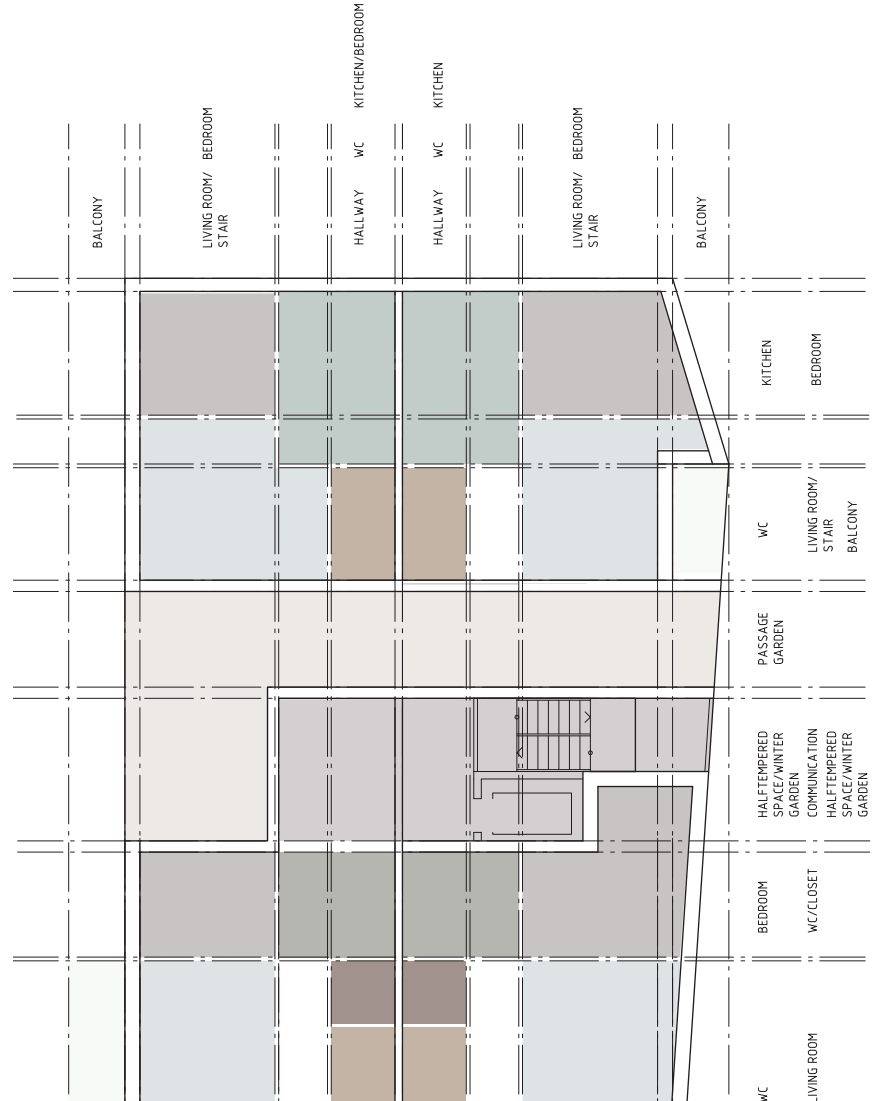 BALCONY
LIVING ROOM/ BEDROOM
STAIR
HALLWAY WC KITCHEN/BEDROOM
HALLWAY WC KITCHEN
LIVING ROOM/ BEDROOM
STAIR
BALCONY
KITCHEN
BEDROOM
WC
LIVING ROOM/
STAIR
BALCONY
PASSAGE
GARDEN
HALFTEMPERED
SPACE/WINTER
GARDEN
COMMUNICATION
HALFTEMPERED
SPACE/WINTER
GARDEN
BEDROOM
WC/CLOSET
WC
LIVING ROOM